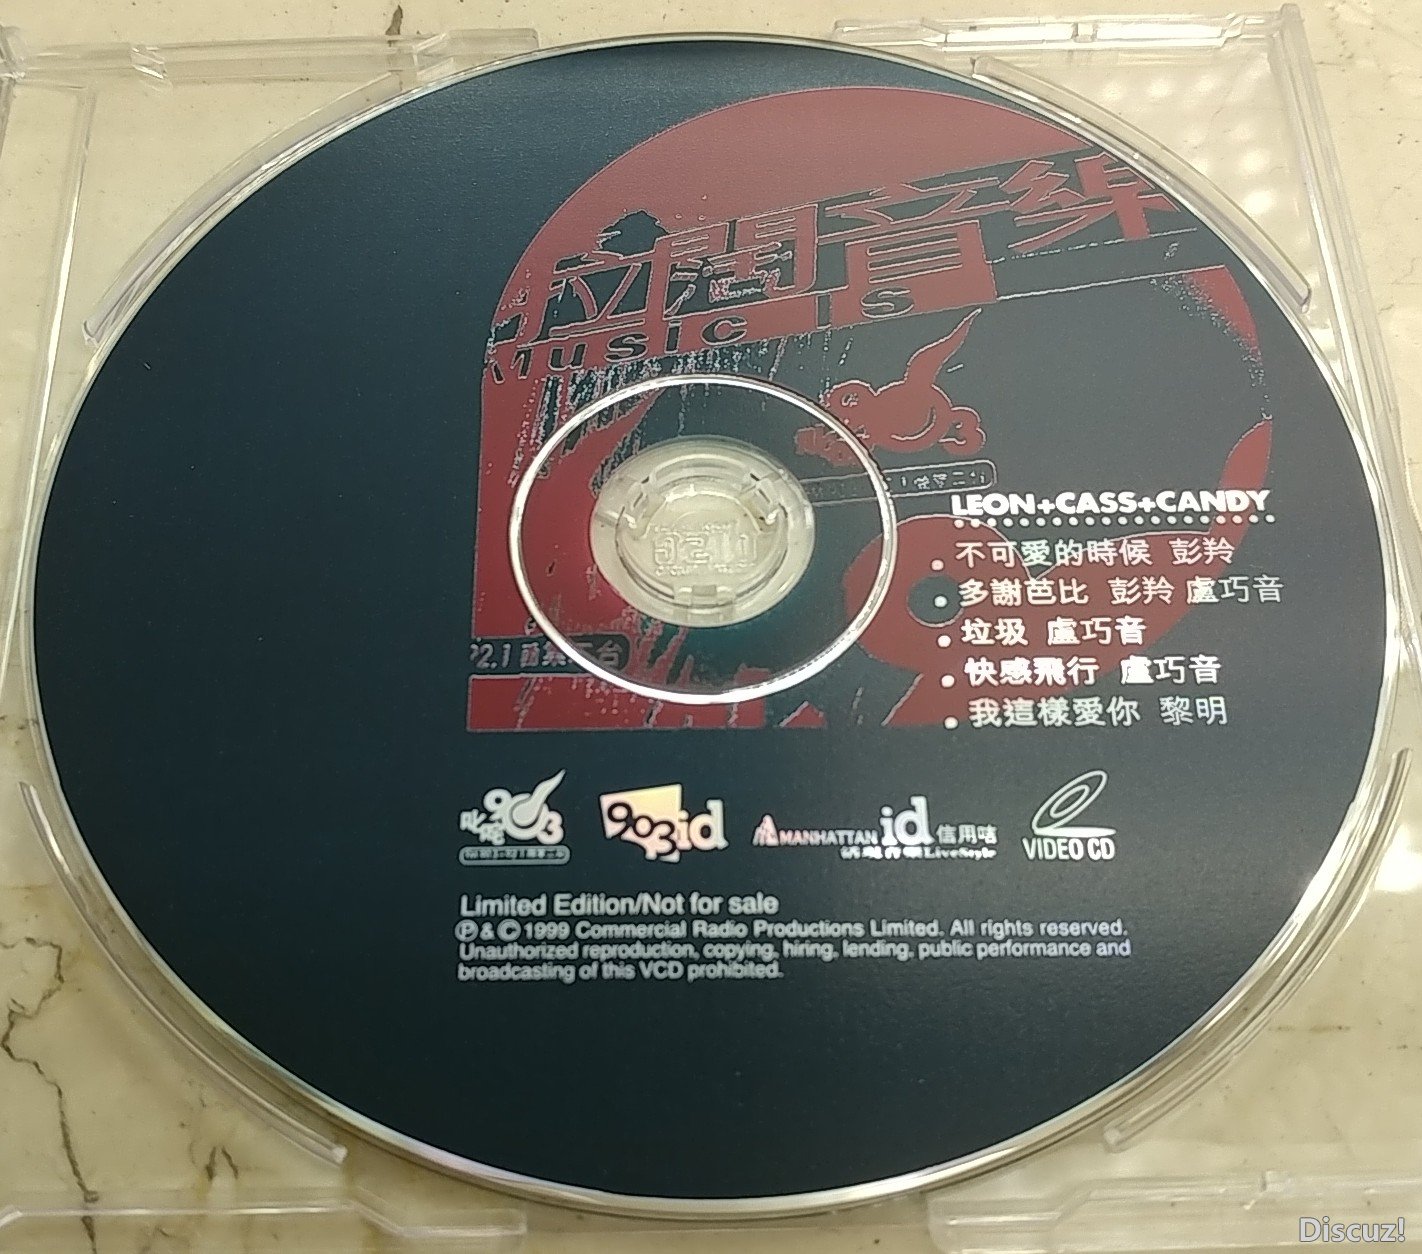 拉闊音樂
Music is
LEON+CASS+CANDY
不可愛的時候 彭羚
多謝芭比 彭羚 盧巧音
垃圾 盧巧音
快感飛行 盧巧音
我這樣愛你 黎明
叱咤 903
903id
MANHATTAN id 信用咭
LiveStyle
VIDEO CD
Limited Edition/Not for sale
Ⓟ & © 1999 Commercial Radio Productions Limited. All rights reserved.
Unauthorized reproduction, copying, hiring, lending, public performance and
broadcasting of this VCD prohibited.
Discuz!